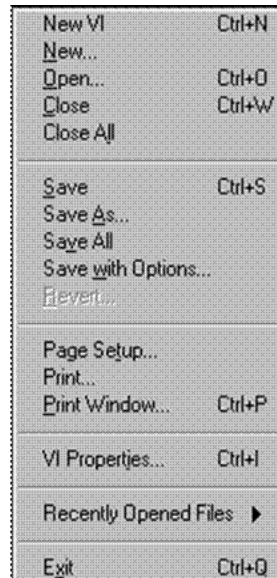 New VI Ctrl+N
New...
Open... Ctrl+O
Close Ctrl+W
Close All
Save Ctrl+S
Save As...
Save All
Save with Options...
Revert...
Page Setup...
Print...
Print Window... Ctrl+P
VI Properties... Ctrl+I
Recently Opened Files
Exit Ctrl+Q